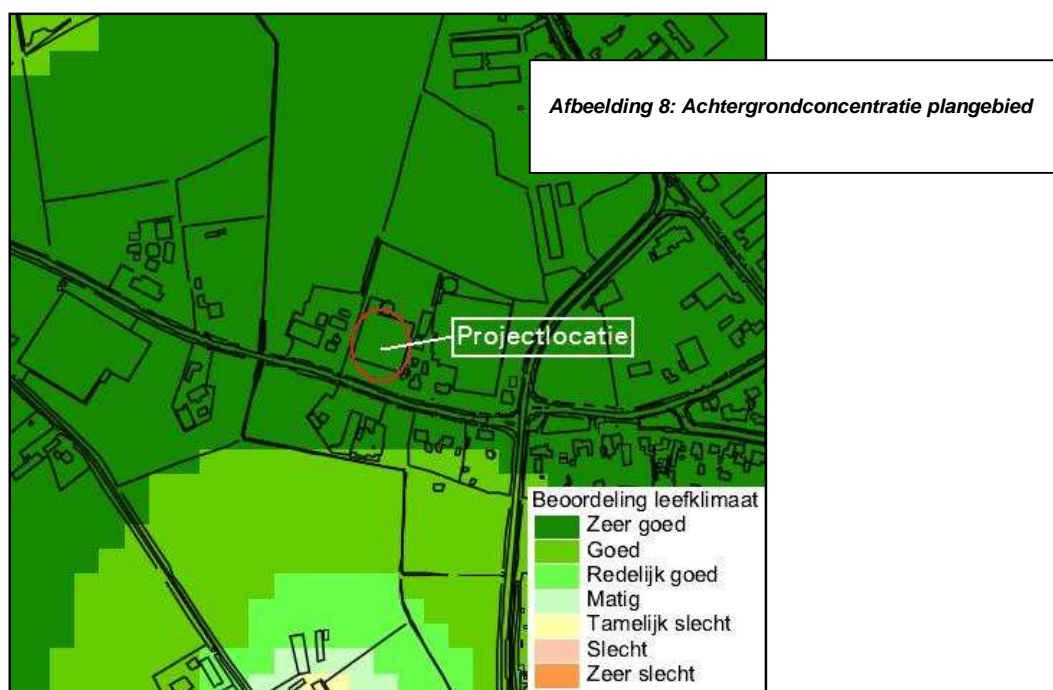 Afbeelding 8: Achtergrondconcentratie plangebied
Projectlocatie
Beoordeling leefklimaat
Zeer goed
Goed
Redelijk goed
Matig
Tamelijk slecht
Slecht
Zeer slecht